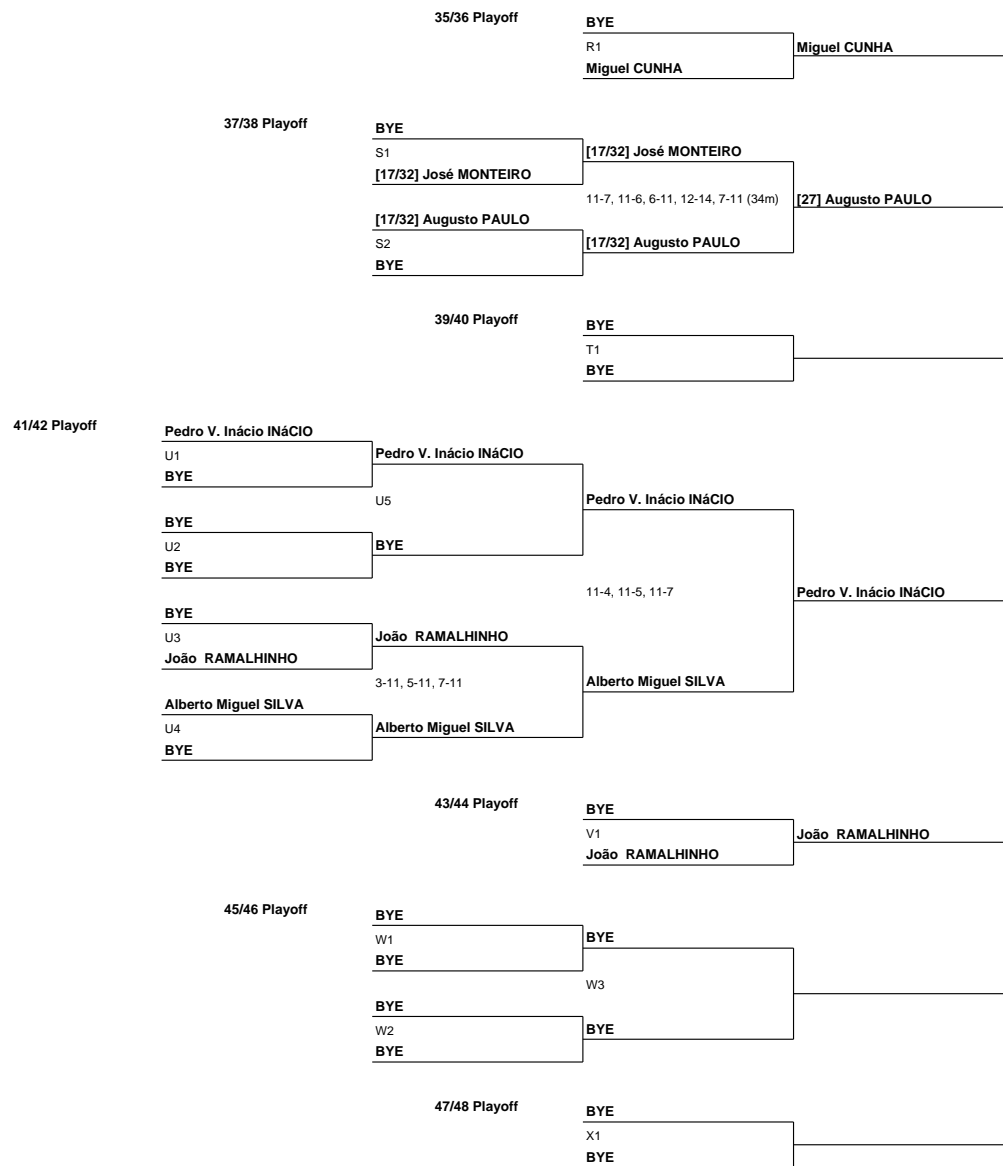 35/36 Playoff
BYE
R1
Miguel CUNHA
Miguel CUNHA
37/38 Playoff
BYE
S1
[17/32] José MONTEIRO
[17/32] José MONTEIRO
11-7, 11-6, 6-11, 12-14, 7-11 (34m)
[27] Augusto PAULO
[17/32] Augusto PAULO
S2
BYE
[17/32] Augusto PAULO
39/40 Playoff
BYE
T1
BYE
41/42 Playoff
Pedro V. Inácio INáCIO
U1
BYE
Pedro V. Inácio INáCIO
U5
Pedro V. Inácio INáCIO
BYE
U2
BYE
BYE
11-4, 11-5, 11-7
Pedro V. Inácio INáCIO
BYE
U3
João  RAMALHINHO
João  RAMALHINHO
3-11, 5-11, 7-11
Alberto Miguel SILVA
Alberto Miguel SILVA
U4
BYE
Alberto Miguel SILVA
43/44 Playoff
BYE
V1
João  RAMALHINHO
João  RAMALHINHO
45/46 Playoff
BYE
W1
BYE
BYE
W3
BYE
W2
BYE
BYE
47/48 Playoff
BYE
X1
BYE